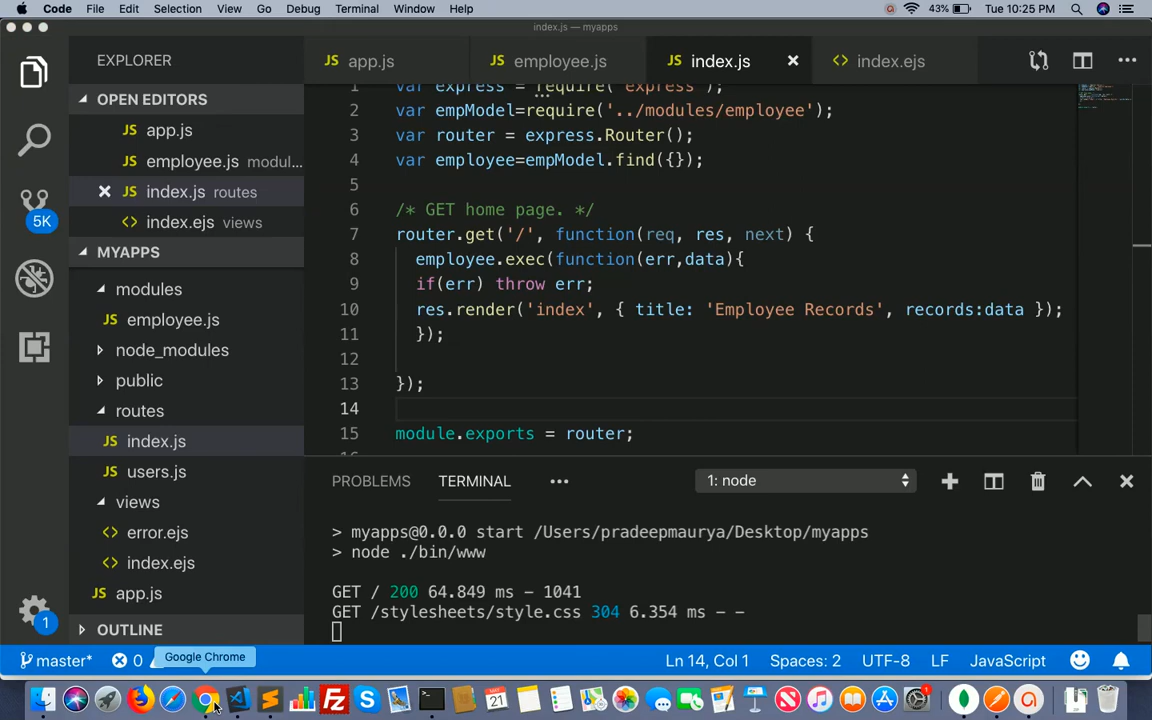 Code File Edit Selection View Go Debug Terminal Window Help 43% Tue 10:25 PM
index.js — myapps
EXPLORER
app.js employee.js index.js index.ejs
OPEN EDITORS
app.js
employee.js modul...
index.js routes
index.ejs views
5K
MYAPPS
modules
employee.js
node_modules
public
routes
index.js
users.js
views
error.ejs
index.ejs
app.js
OUTLINE
1 var express = require('express');
2 var empModel=require('../modules/employee');
3 var router = express.Router();
4 var employee=empModel.find({});
5
6 /* GET home page. */
7 router.get('/', function(req, res, next) {
8 employee.exec(function(err,data){
9 if(err) throw err;
10 res.render('index', { title: 'Employee Records', records:data });
11 });
12
13 });
14
15 module.exports = router;
16
PROBLEMS TERMINAL ••• 1: node
> myapps@0.0.0 start /Users/pradeepmaurya/Desktop/myapps
> node ./bin/www
GET / 200 64.849 ms - 1041
GET /stylesheets/style.css 304 6.354 ms - -
1
master* 0 Ln 14, Col 1 Spaces: 2 UTF-8 LF JavaScript
Google Chrome